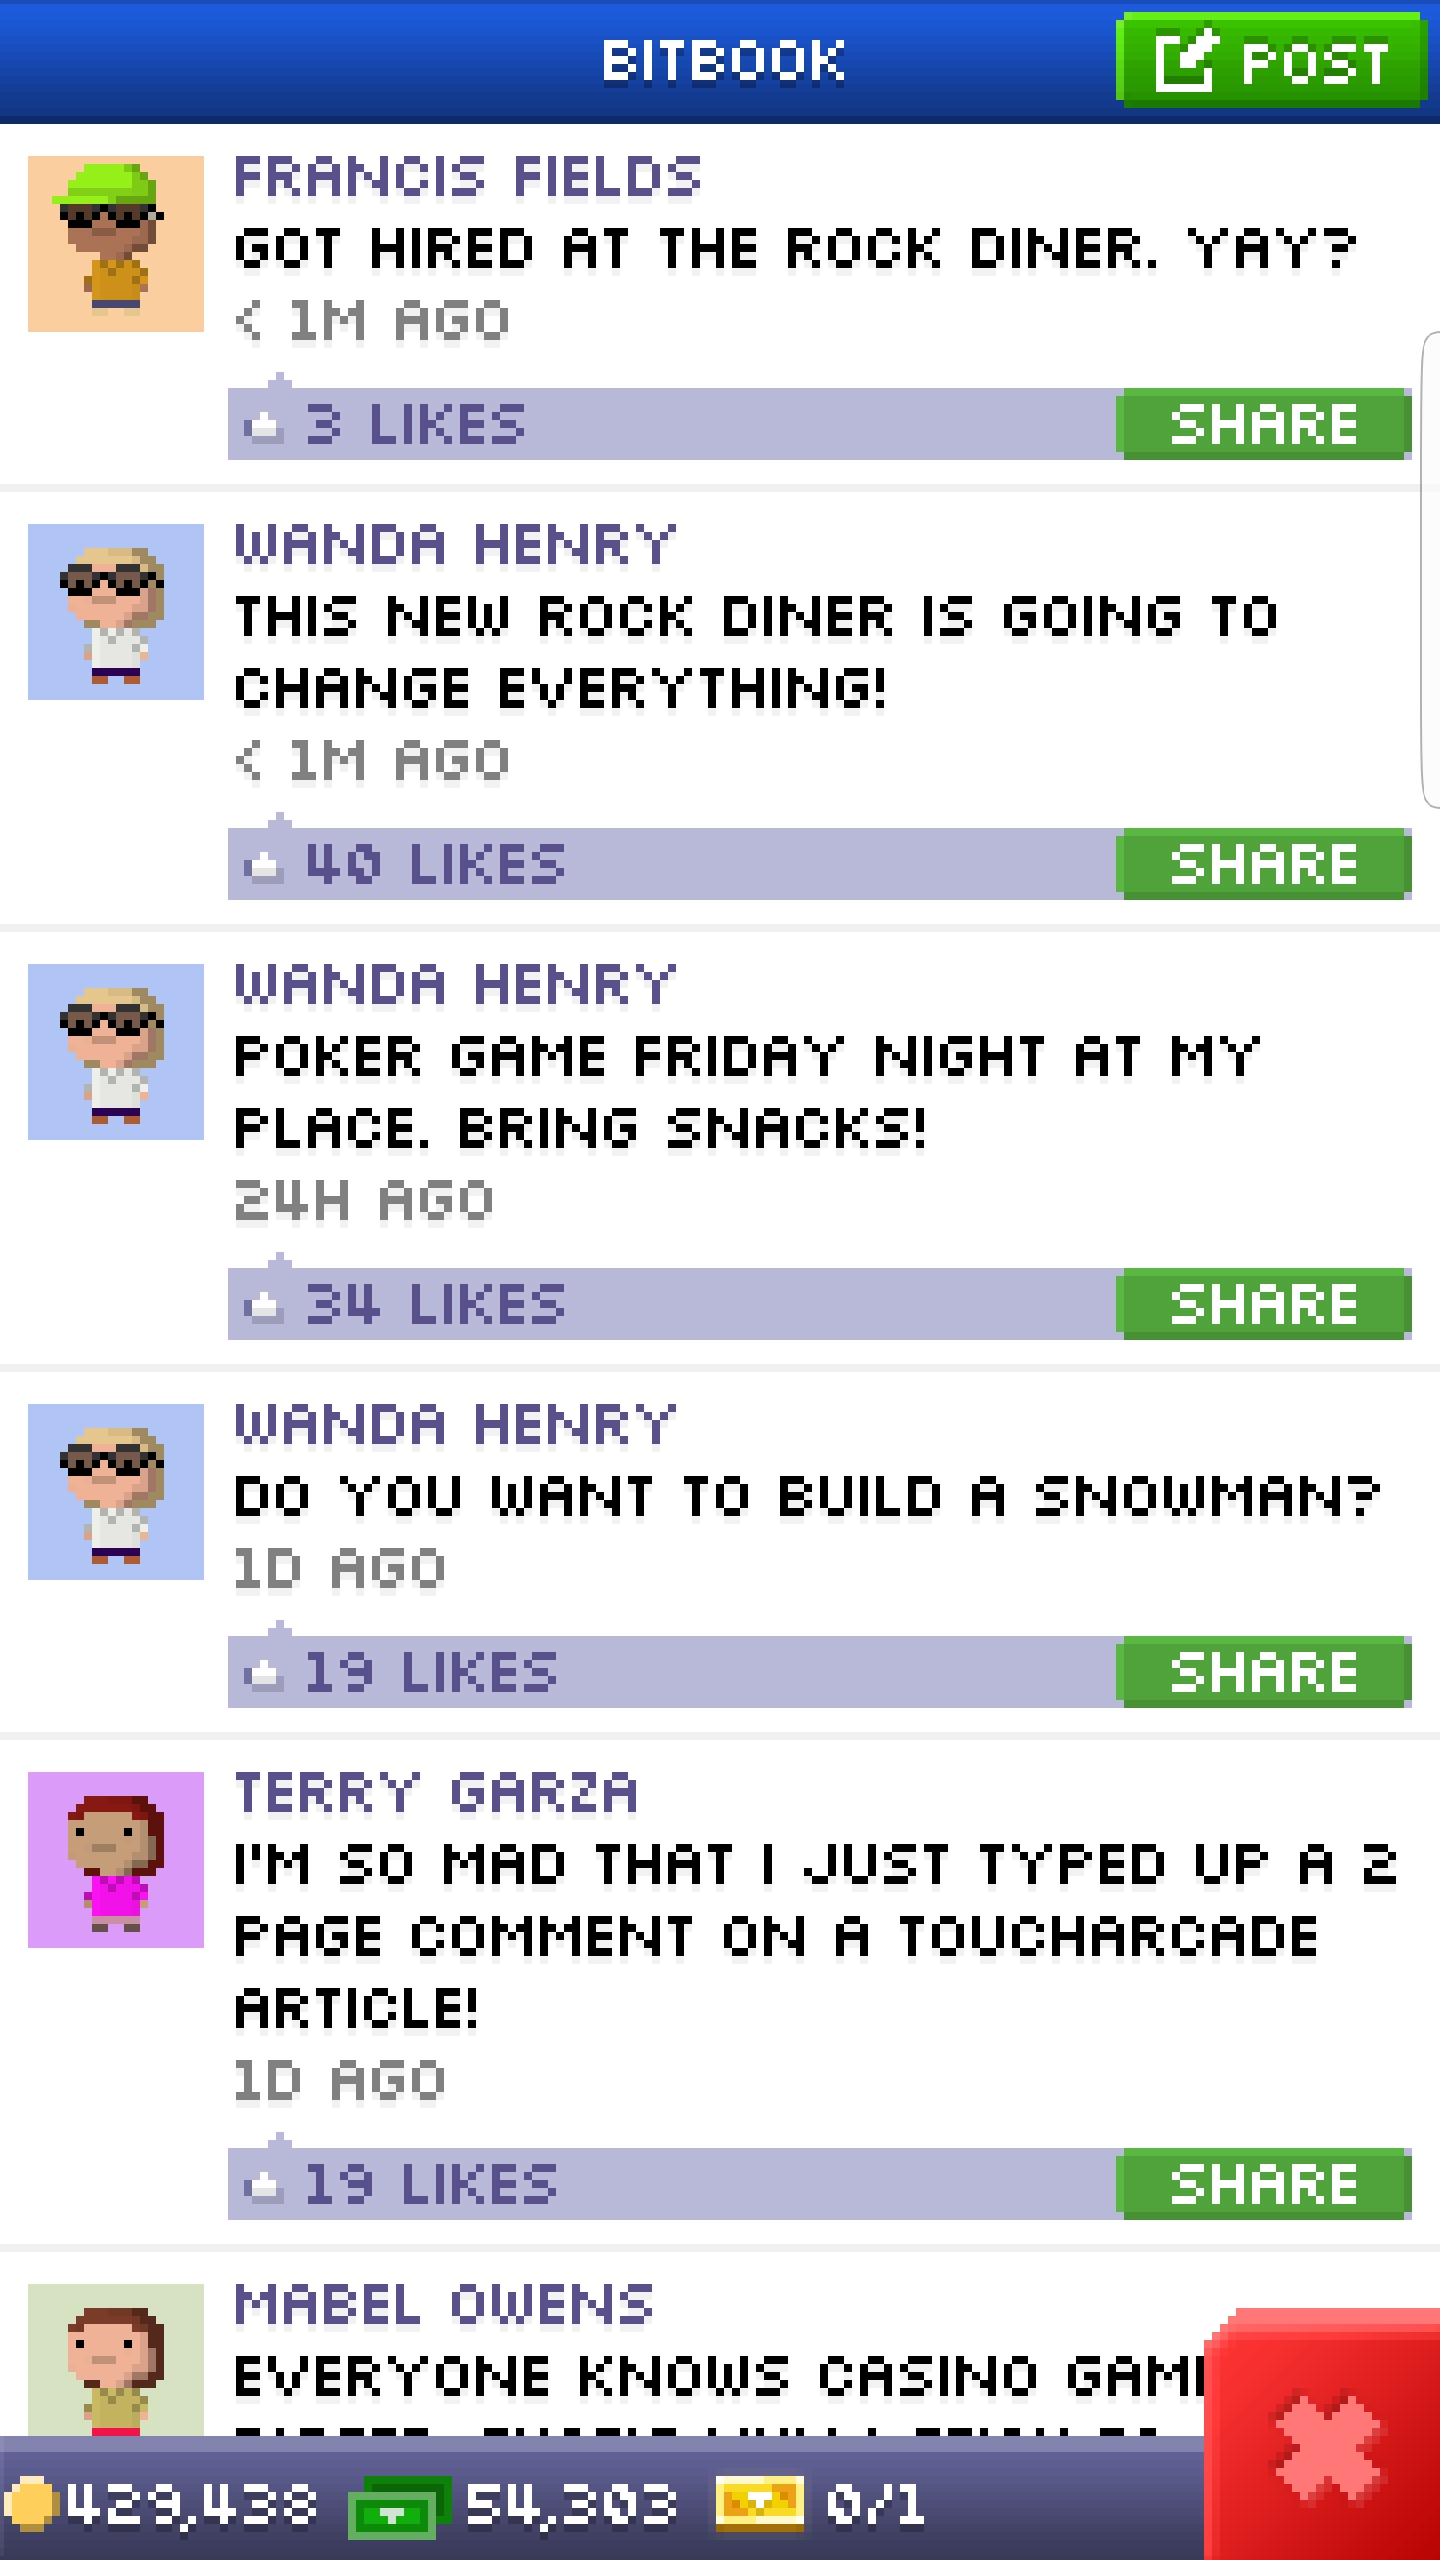 BITBOOK
POST
FRANCIS FIELDS
GOT HIRED AT THE ROCK DINER. YAY?
< 1M AGO
3 LIKES
SHARE
WANDA HENRY
THIS NEW ROCK DINER IS GOING TO
CHANGE EVERYTHING!
< 1M AGO
40 LIKES
SHARE
WANDA HENRY
POKER GAME FRIDAY NIGHT AT MY
PLACE. BRING SNACKS!
24H AGO
34 LIKES
SHARE
WANDA HENRY
DO YOU WANT TO BUILD A SNOWMAN?
1D AGO
19 LIKES
SHARE
TERRY GARZA
I'M SO MAD THAT I JUST TYPED UP A 2
PAGE COMMENT ON A TOUCHARCADE
ARTICLE!
1D AGO
19 LIKES
SHARE
MABEL OWENS
EVERYONE KNOWS CASINO
429,438
54,303
0/1